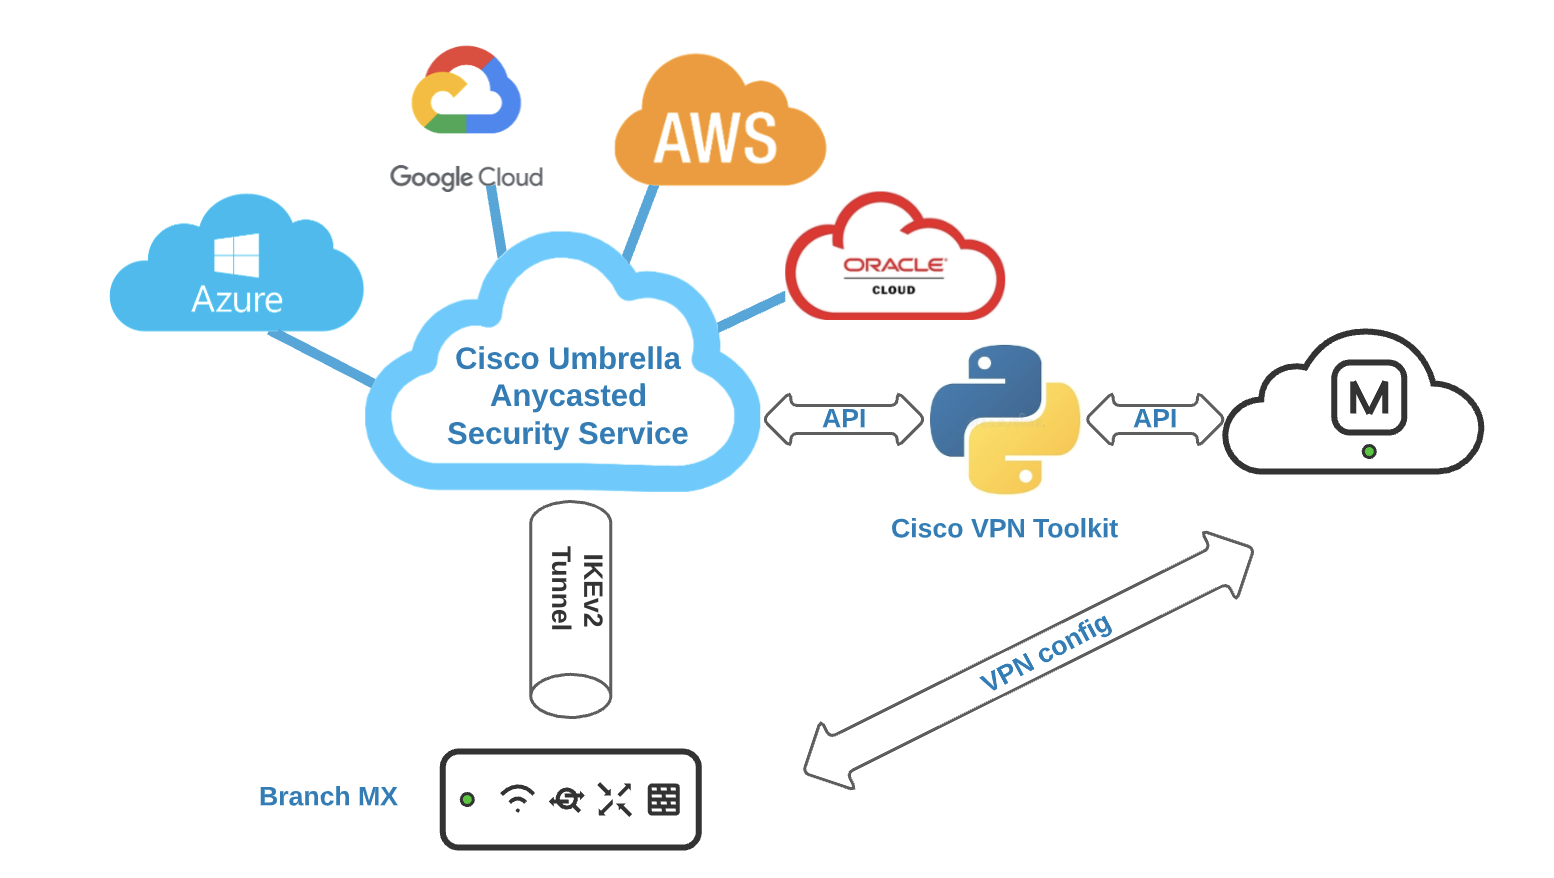 Google Cloud
AWS
Azure
ORACLE
CLOUD
Cisco Umbrella
Anycasted
Security Service
API
API
M
Cisco VPN Toolkit
IKEv2
Tunnel
VPN config
Branch MX